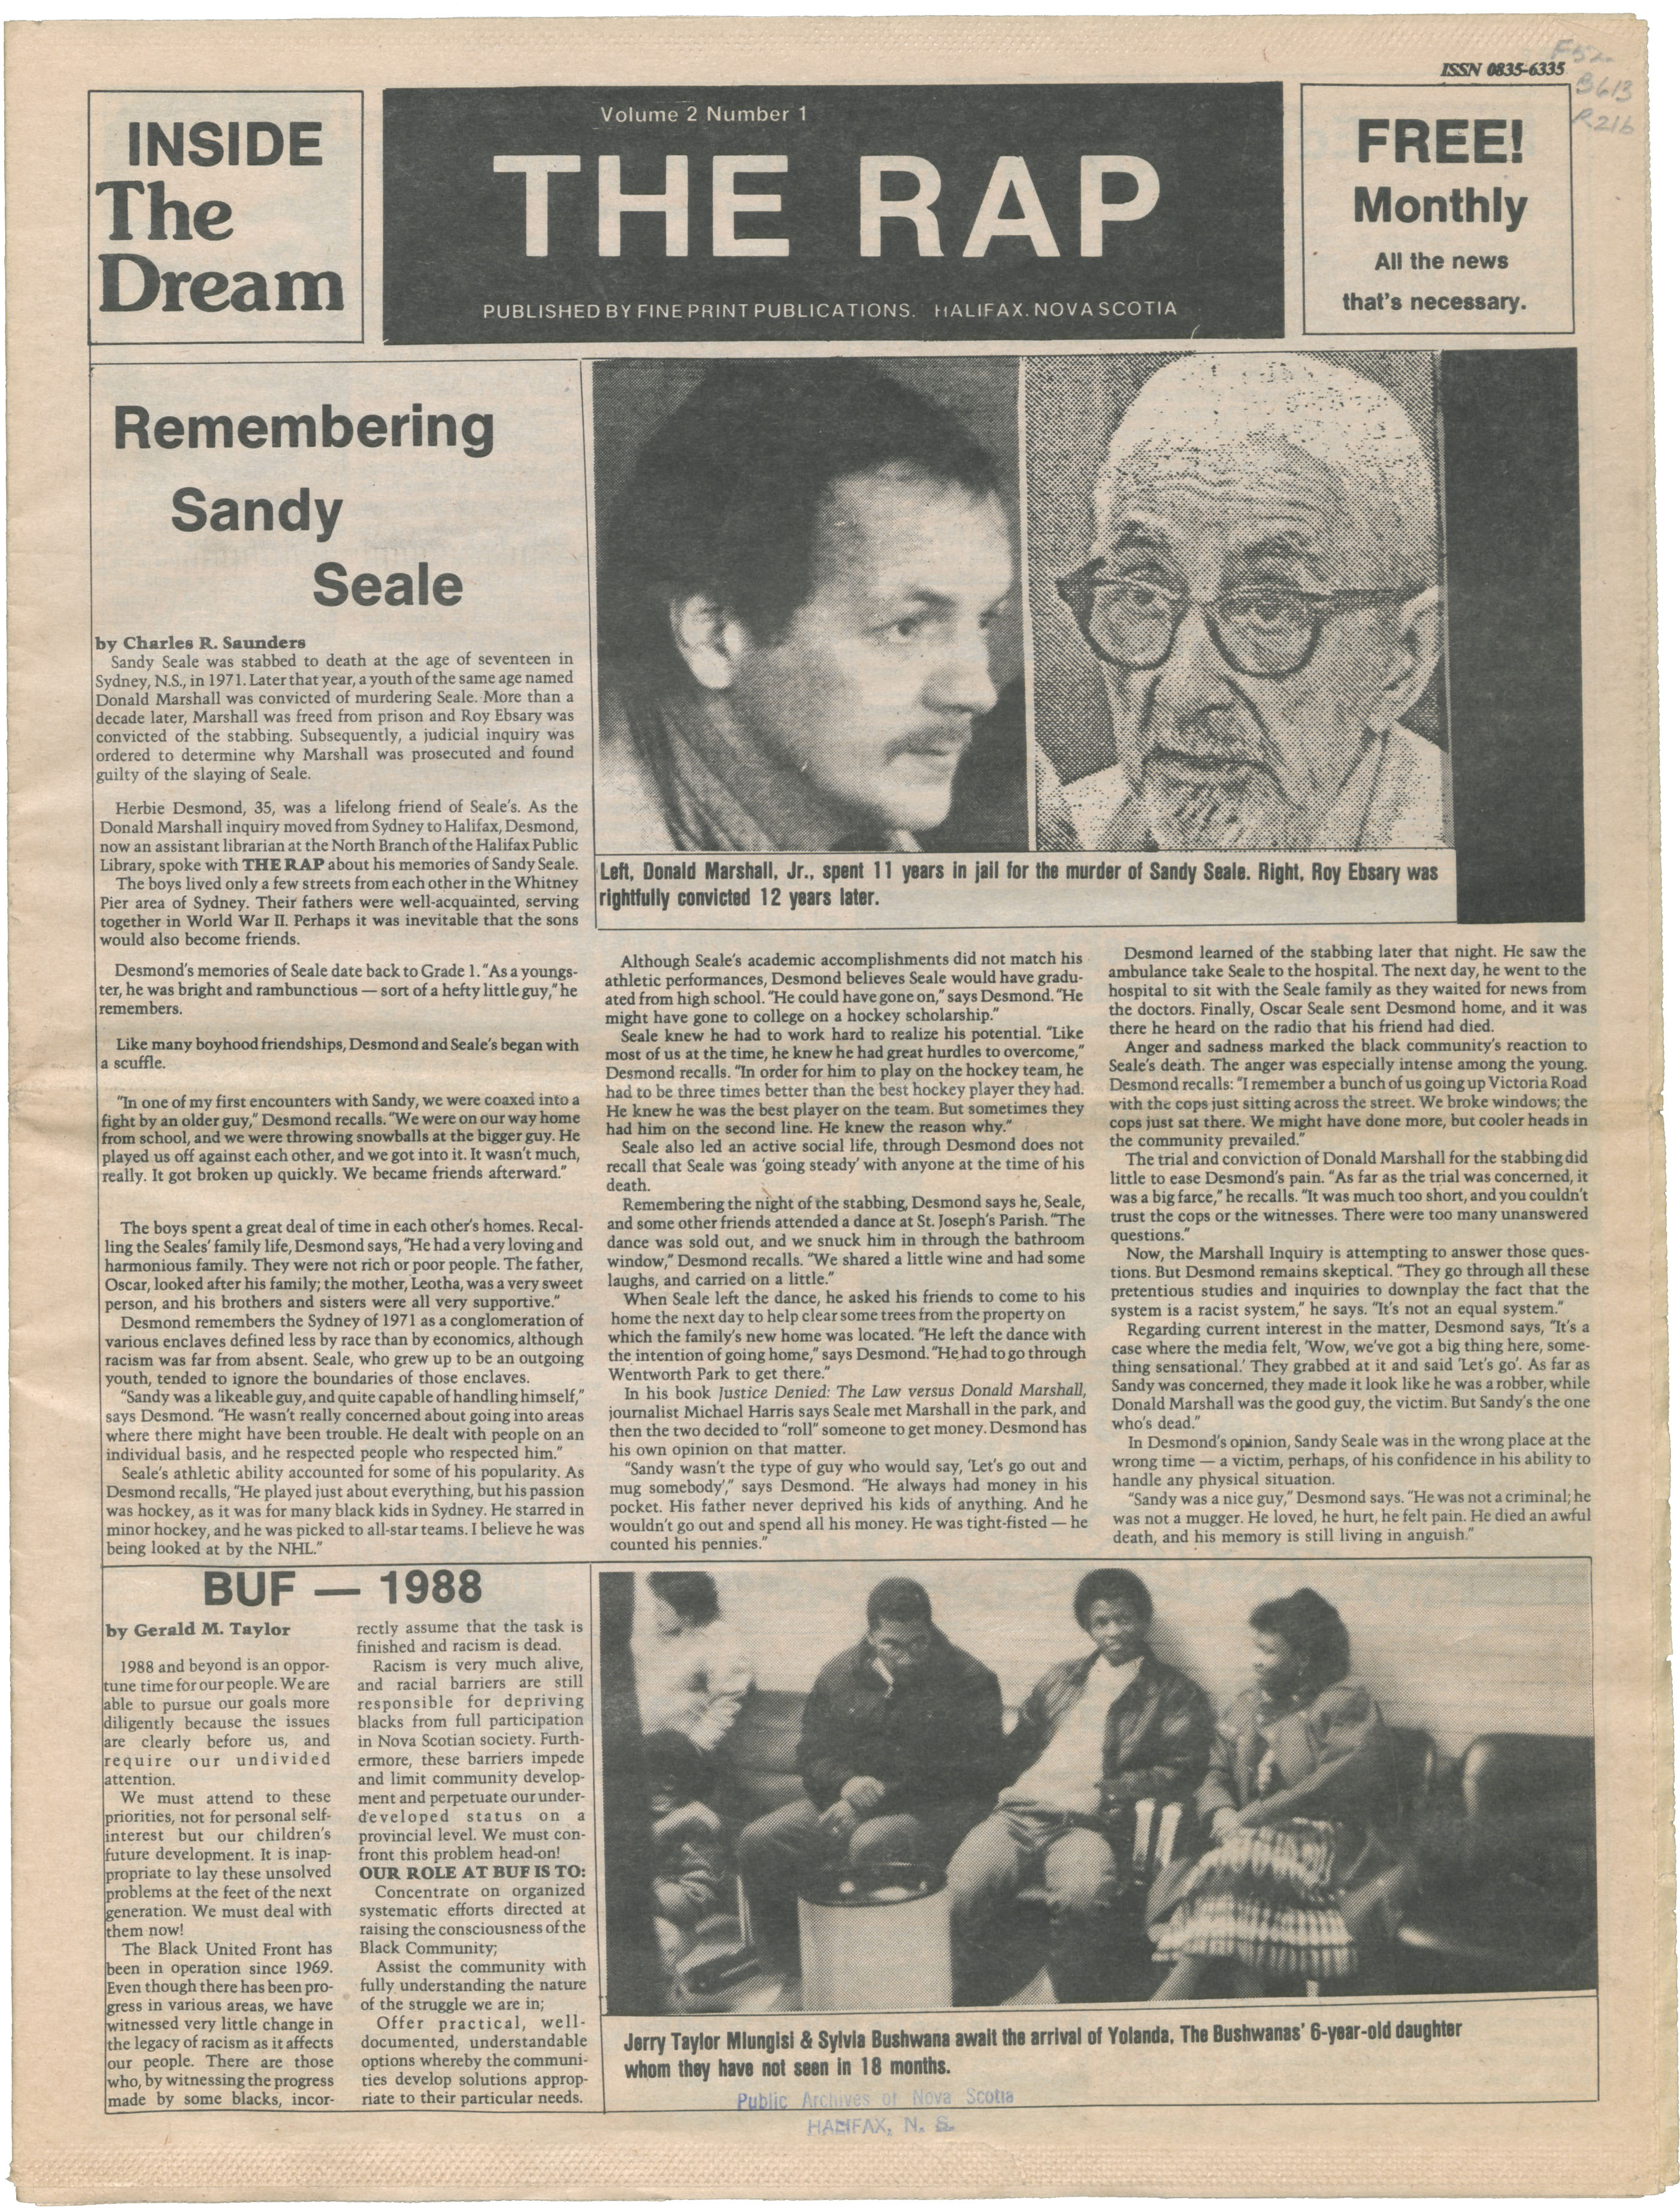 ISSN 0835-6335
F52.
B613
R216
INSIDE
The
Dream
Volume 2 Number 1
THE RAP
PUBLISHED BY FINE PRINT PUBLICATIONS. HALIFAX. NOVA SCOTIA
FREE!
Monthly
All the news
that's necessary.
Remembering
Sandy
Seale
by Charles R. Saunders
Sandy Seale was stabbed to death at the age of seventeen in
Sydney, N.S., in 1971. Later that year, a youth of the same age named
Donald Marshall was convicted of murdering Seale. More than a
decade later, Marshall was freed from prison and Roy Ebsary was
convicted of the stabbing. Subsequently, a judicial inquiry was
ordered to determine why Marshall was prosecuted and found
guilty of the slaying of Seale.
Herbie Desmond, 35, was a lifelong friend of Seale's. As the
Donald Marshall inquiry moved from Sydney to Halifax, Desmond,
now an assistant librarian at the North Branch of the Halifax Public
Library, spoke with THE RAP about his memories of Sandy Seale.
The boys lived only a few streets from each other in the Whitney
Pier area of Sydney. Their fathers were well-acquainted, serving
together in World War II. Perhaps it was inevitable that the sons
would also become friends.
Desmond's memories of Seale date back to Grade 1. "As a youngs-
ter, he was bright and rambunctious — sort of a hefty little guy," he
remembers.
Like many boyhood friendships, Desmond and Seale's began with
a scuffle.
"In one of my first encounters with Sandy, we were coaxed into a
fight by an older guy," Desmond recalls. "We were on our way home
from school, and we were throwing snowballs at the bigger guy. He
played us off against each other, and we got into it. It wasn't much,
really. It got broken up quickly. We became friends afterward."
The boys spent a great deal of time in each other's homes. Recal-
ling the Seales' family life, Desmond says, "He had a very loving and
harmonious family. They were not rich or poor people. The father,
Oscar, looked after his family; the mother, Leotha, was a very sweet
person, and his brothers and sisters were all very supportive."
Desmond remembers the Sydney of 1971 as a conglomeration of
various enclaves defined less by race than by economics, although
racism was far from absent. Seale, who grew up to be an outgoing
youth, tended to ignore the boundaries of those enclaves.
"Sandy was a likeable guy, and quite capable of handling himself,"
says Desmond. "He wasn't really concerned about going into areas
where there might have been trouble. He dealt with people on an
individual basis, and he respected people who respected him."
Seale's athletic ability accounted for some of his popularity. As
Desmond recalls, "He played just about everything, but his passion
was hockey, as it was for many black kids in Sydney. He starred in
minor hockey, and he was picked to all-star teams. I believe he was
being looked at by the NHL."
Left, Donald Marshall, Jr., spent 11 years in jail for the murder of Sandy Seale. Right, Roy Ebsary was
rightfully convicted 12 years later.
Although Seale's academic accomplishments did not match his
athletic performances, Desmond believes Seale would have gradu-
ated from high school. "He could have gone on," says Desmond. "He
might have gone to college on a hockey scholarship."
Seale knew he had to work hard to realize his potential. "Like
most of us at the time, he knew he had great hurdles to overcome,"
Desmond recalls. "In order for him to play on the hockey team, he
had to be three times better than the best hockey player they had.
He knew he was the best player on the team. But sometimes they
had him on the second line. He knew the reason why."
Seale also led an active social life, through Desmond does not
recall that Seale was 'going steady' with anyone at the time of his
death.
Remembering the night of the stabbing, Desmond says he, Seale,
and some other friends attended a dance at St. Joseph's Parish. "The
dance was sold out, and we snuck him in through the bathroom
window," Desmond recalls. "We shared a little wine and had some
laughs, and carried on a little."
When Seale left the dance, he asked his friends to come to his
home the next day to help clear some trees from the property on
which the family's new home was located. "He left the dance with
the intention of going home," says Desmond. "He had to go through
Wentworth Park to get there."
In his book Justice Denied: The Law versus Donald Marshall,
journalist Michael Harris says Seale met Marshall in the park, and
then the two decided to "roll" someone to get money. Desmond has
his own opinion on that matter.
"Sandy wasn't the type of guy who would say, 'Let's go out and
mug somebody'," says Desmond. "He always had money in his
pocket. His father never deprived his kids of anything. And he
wouldn't go out and spend all his money. He was tight-fisted — he
counted his pennies."
Desmond learned of the stabbing later that night. He saw the
ambulance take Seale to the hospital. The next day, he went to the
hospital to sit with the Seale family as they waited for news from
the doctors. Finally, Oscar Seale sent Desmond home, and it was
there he heard on the radio that his friend had died.
Anger and sadness marked the black community's reaction to
Seale's death. The anger was especially intense among the young.
Desmond recalls: "I remember a bunch of us going up Victoria Road
with the cops just sitting across the street. We broke windows; the
cops just sat there. We might have done more, but cooler heads in
the community prevailed."
The trial and conviction of Donald Marshall for the stabbing did
little to ease Desmond's pain. "As far as the trial was concerned, it
was a big farce," he recalls. "It was much too short, and you couldn't
trust the cops or the witnesses. There were too many unanswered
questions."
Now, the Marshall Inquiry is attempting to answer those ques-
tions. But Desmond remains skeptical. "They go through all these
pretentious studies and inquiries to downplay the fact that the
system is a racist system," he says. "It's not an equal system."
Regarding current interest in the matter, Desmond says, "It's a
case where the media felt, 'Wow, we've got a big thing here, some-
thing sensational.' They grabbed at it and said 'Let's go'. As far as
Sandy was concerned, they made it look like he was a robber, while
Donald Marshall was the good guy, the victim. But Sandy's the one
who's dead."
In Desmond's opinion, Sandy Seale was in the wrong place at the
wrong time — a victim, perhaps, of his confidence in his ability to
handle any physical situation.
"Sandy was a nice guy," Desmond says. "He was not a criminal; he
was not a mugger. He loved, he hurt, he felt pain. He died an awful
death, and his memory is still living in anguish."
BUF — 1988
by Gerald M. Taylor
1988 and beyond is an oppor-
tune time for our people. We are
able to pursue our goals more
diligently because the issues
are clearly before us, and
require our undivided
attention.
We must attend to these
priorities, not for personal self-
interest but our children's
future development. It is inap-
propriate to lay these unsolved
problems at the feet of the next
generation. We must deal with
them now!
The Black United Front has
been in operation since 1969.
Even though there has been pro-
gress in various areas, we have
witnessed very little change in
the legacy of racism as it affects
our people. There are those
who, by witnessing the progress
made by some blacks, incor-
rectly assume that the task is
finished and racism is dead.
Racism is very much alive,
and racial barriers are still
responsible for depriving
blacks from full participation
in Nova Scotian society. Furth-
ermore, these barriers impede
and limit community develop-
ment and perpetuate our under-
developed status on a
provincial level. We must con-
front this problem head-on!
OUR ROLE AT BUF IS TO:
Concentrate on organized
systematic efforts directed at
raising the consciousness of the
Black Community;
Assist the community with
fully understanding the nature
of the struggle we are in;
Offer practical, well-
documented, understandable
options whereby the communi-
ties develop solutions approp-
riate to their particular needs.
Jerry Taylor Mlungisi & Sylvia Bushwana await the arrival of Yolanda, The Bushwanas' 6-year-old daughter
whom they have not seen in 18 months.
Public Archives of Nova Scotia
HALIFAX, N. S.